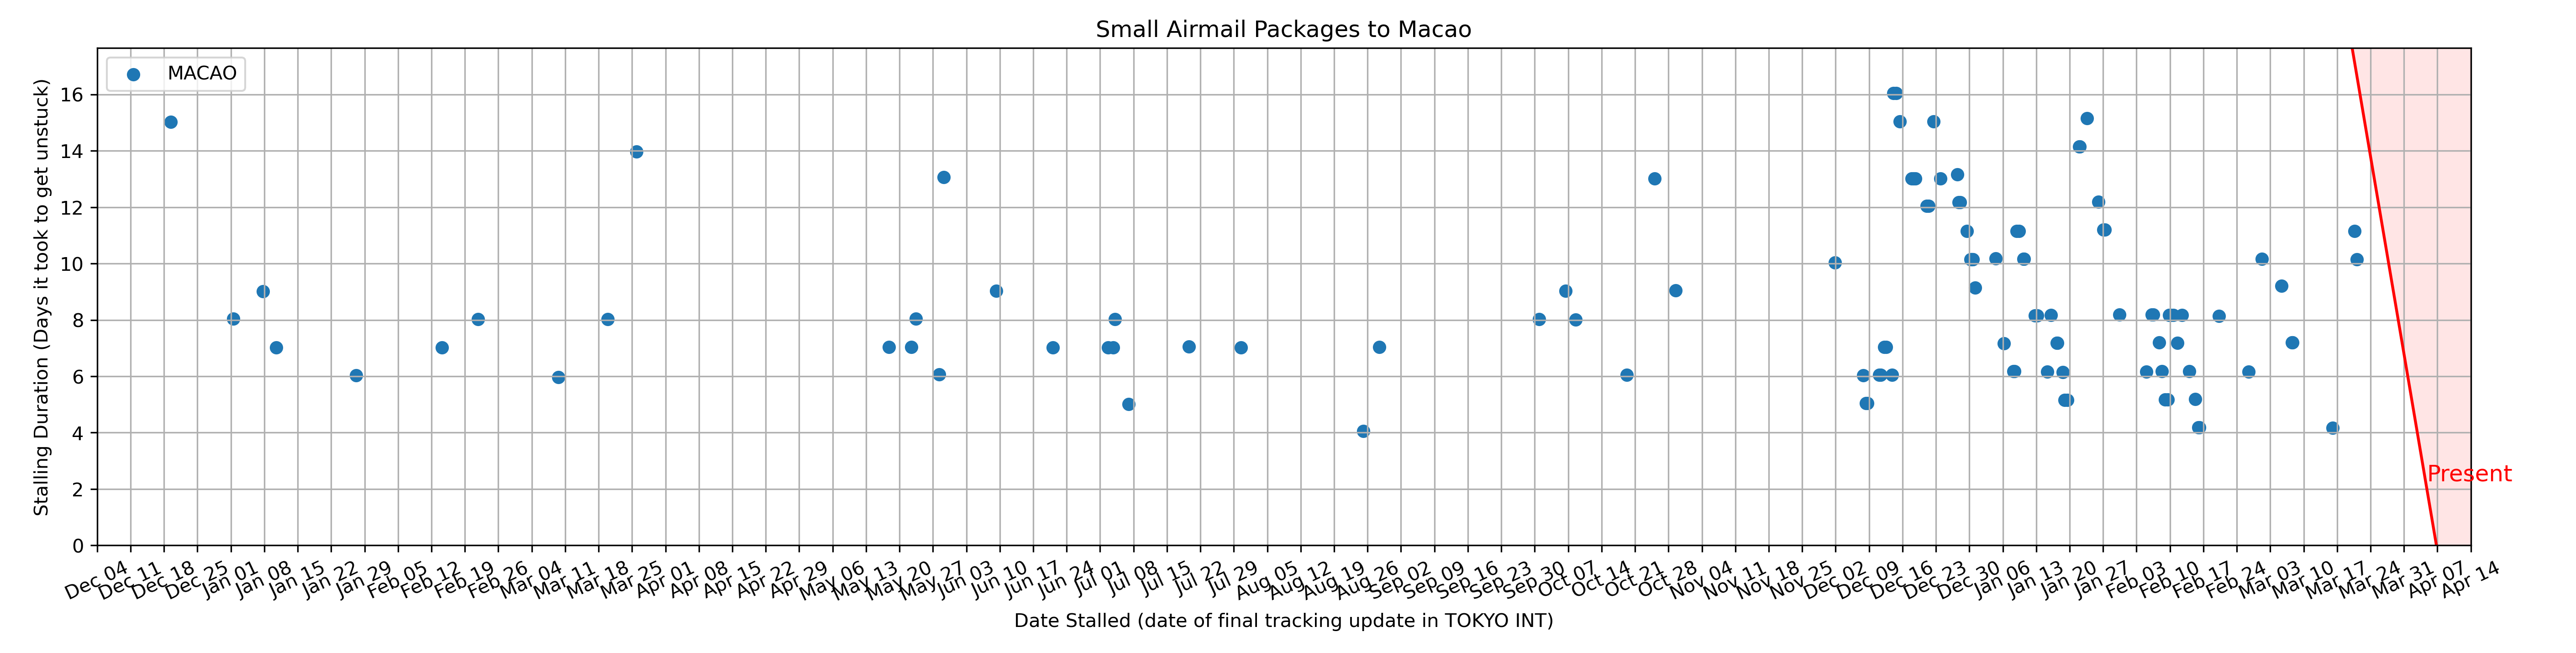 Small Airmail Packages to Macao
MACAO
Stalling Duration (Days it took to get unstuck)
16
14
12
10
8
6
4
2
0
Present
Dec 04 Dec 11 Dec 18 Dec 25 Jan 01 Jan 08 Jan 15 Jan 22 Jan 29 Feb 05 Feb 12 Feb 19 Feb 26 Mar 04 Mar 11 Mar 18 Mar 25 Apr 01 Apr 08 Apr 15 Apr 22 Apr 29 May 06 May 13 May 20 May 27 Jun 03 Jun 10 Jun 17 Jun 24 Jul 01 Jul 08 Jul 15 Jul 22 Jul 29 Aug 05 Aug 12 Aug 19 Aug 26 Sep 02 Sep 09 Sep 16 Sep 23 Sep 30 Oct 07 Oct 14 Oct 21 Oct 28 Nov 04 Nov 11 Nov 18 Nov 25 Dec 02 Dec 09 Dec 16 Dec 23 Dec 30 Jan 06 Jan 13 Jan 20 Jan 27 Feb 03 Feb 10 Feb 17 Feb 24 Mar 03 Mar 10 Mar 17 Mar 24 Mar 31 Apr 07 Apr 14
Date Stalled (date of final tracking update in TOKYO INT)